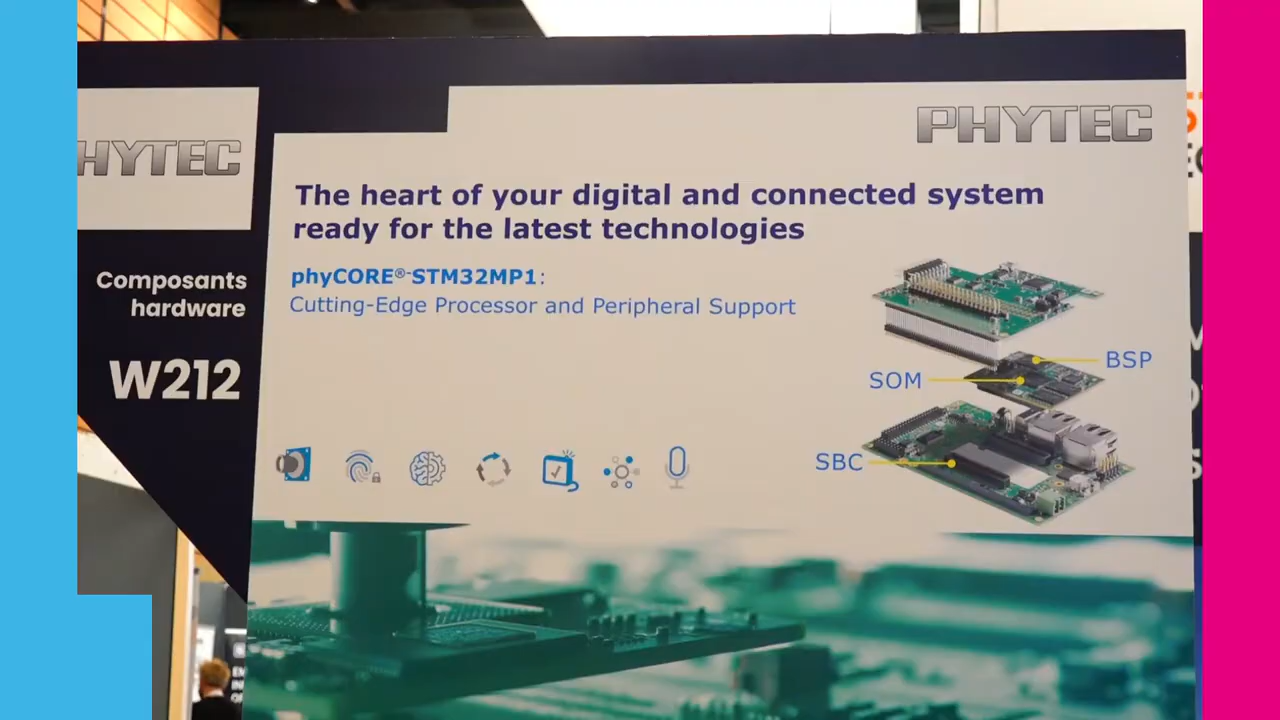 PHYTEC
HYTEC
The heart of your digital and connected system
ready for the latest technologies
phyCORE®-STM32MP1:
Cutting-Edge Processor and Peripheral Support
Composants
hardware
W212
BSP
SOM
SBC